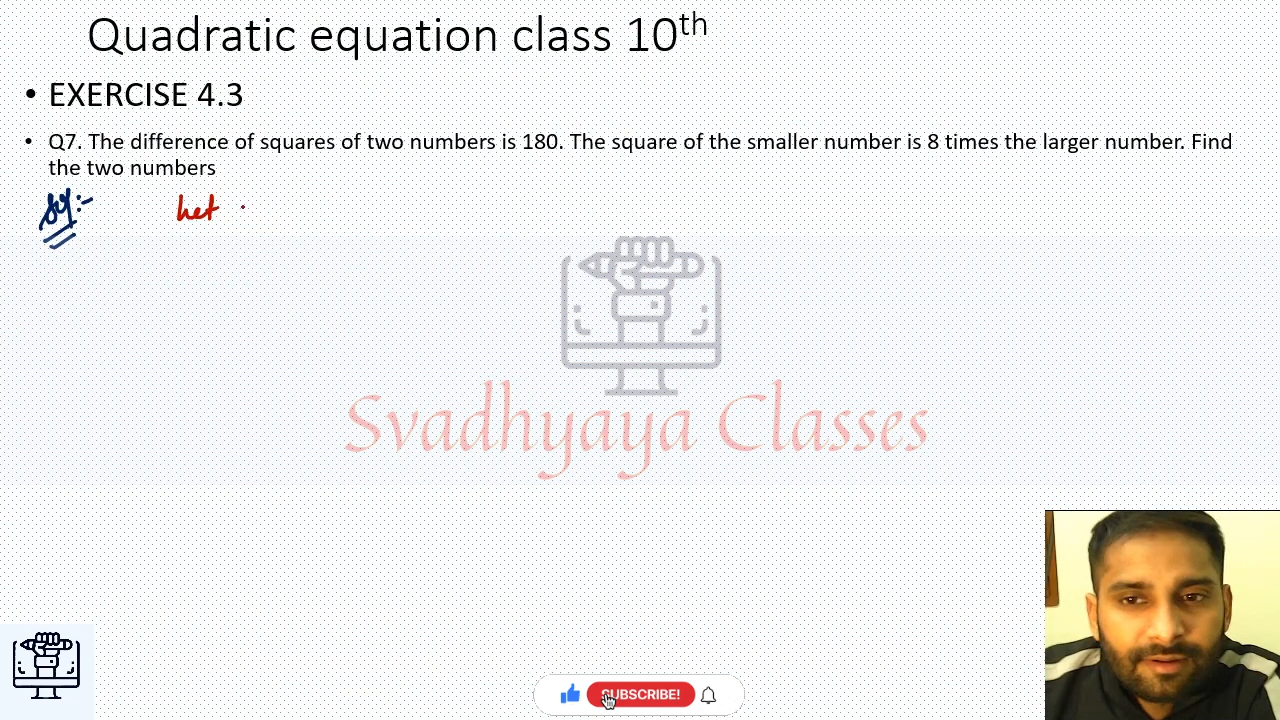 Quadratic equation class 10th
• EXERCISE 4.3
• Q7. The difference of squares of two numbers is 180. The square of the smaller number is 8 times the larger number. Find
the two numbers
Sol:- Let
Svadhyaya Classes
SUBSCRIBE!